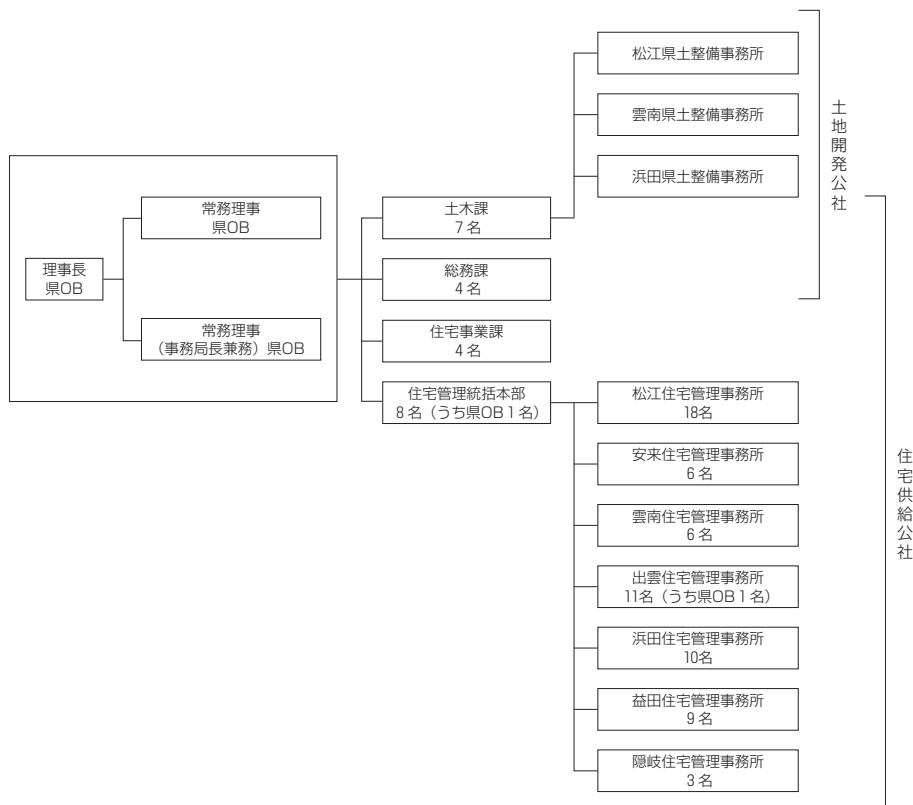 理事長
県OB
常務理事
県OB
常務理事
（事務局長兼務）県OB
土木課
7名
総務課
4名
住宅事業課
4名
住宅管理統括本部
8名（うち県OB1名）
松江県土整備事務所
雲南県土整備事務所
浜田県土整備事務所
松江住宅管理事務所
18名
安来住宅管理事務所
6名
雲南住宅管理事務所
6名
出雲住宅管理事務所
11名（うち県OB1名）
浜田住宅管理事務所
10名
益田住宅管理事務所
9名
隠岐住宅管理事務所
3名
土地開発公社
住宅供給公社